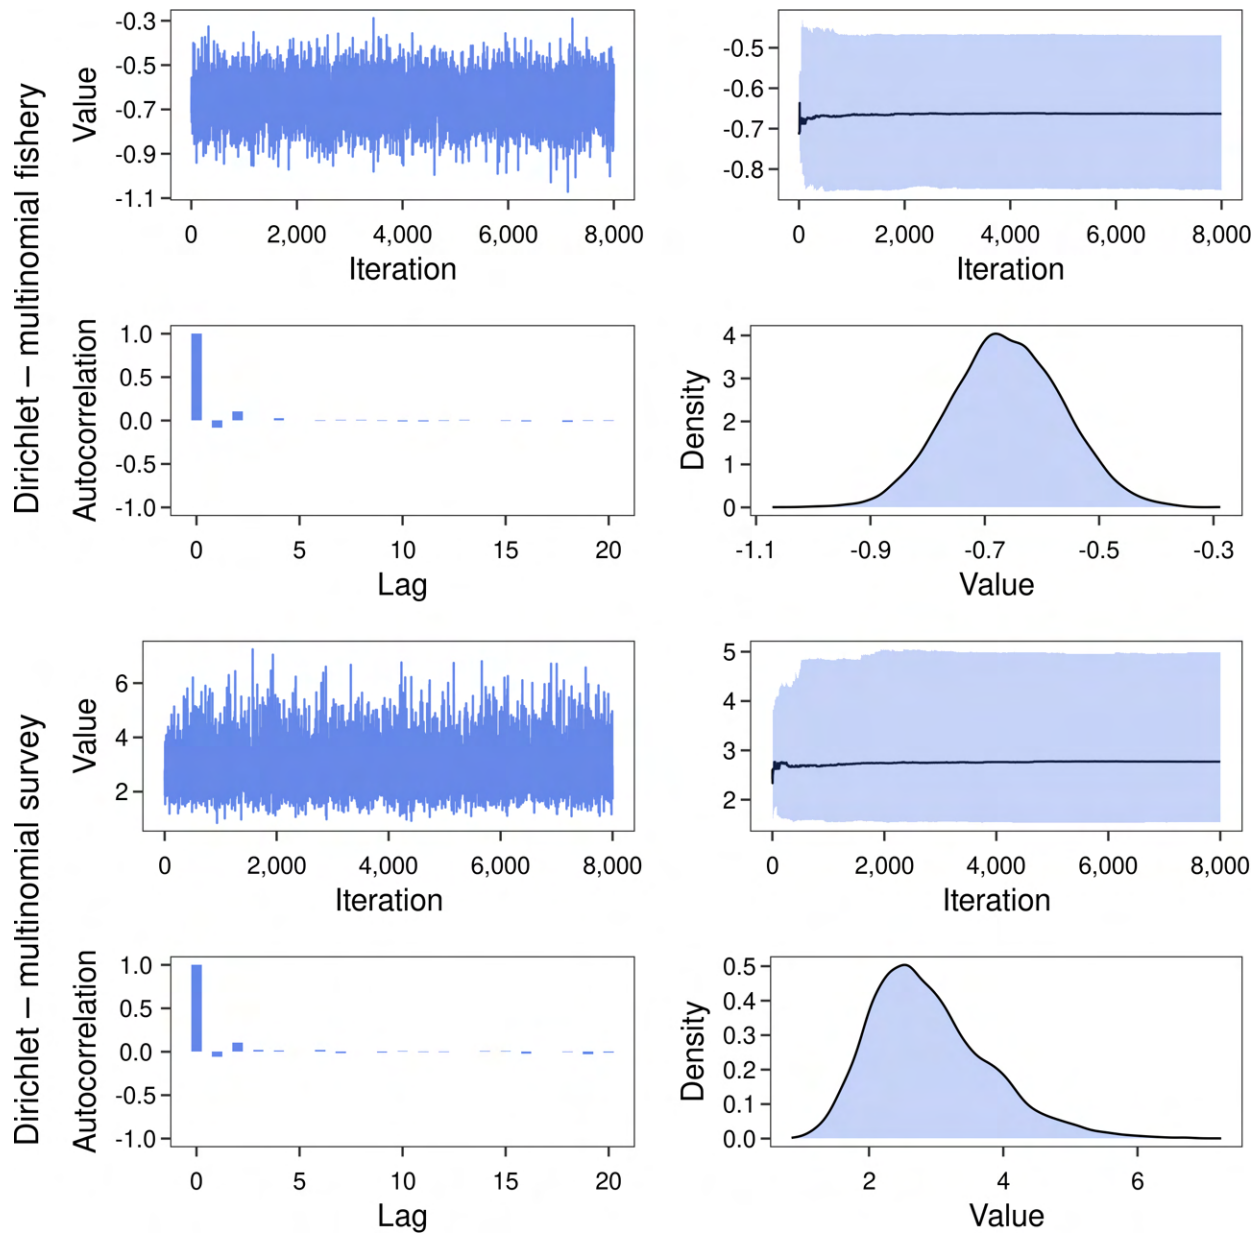 Dirichlet – multinomial fishery
Value
-0.3
-0.5
-0.7
-0.9
-1.1
0 2,000 4,000 6,000 8,000
Iteration
-0.5
-0.6
-0.7
-0.8
0 2,000 4,000 6,000 8,000
Iteration
Autocorrelation
1.0
0.5
0.0
-0.5
-1.0
0 5 10 15 20
Lag
Density
4
3
2
1
0
-1.1 -0.9 -0.7 -0.5 -0.3
Value
Dirichlet – multinomial survey
Value
6
4
2
0 2,000 4,000 6,000 8,000
Iteration
5
4
3
2
0 2,000 4,000 6,000 8,000
Iteration
Autocorrelation
1.0
0.5
0.0
-0.5
-1.0
0 5 10 15 20
Lag
Density
0.5
0.4
0.3
0.2
0.1
0.0
2 4 6
Value